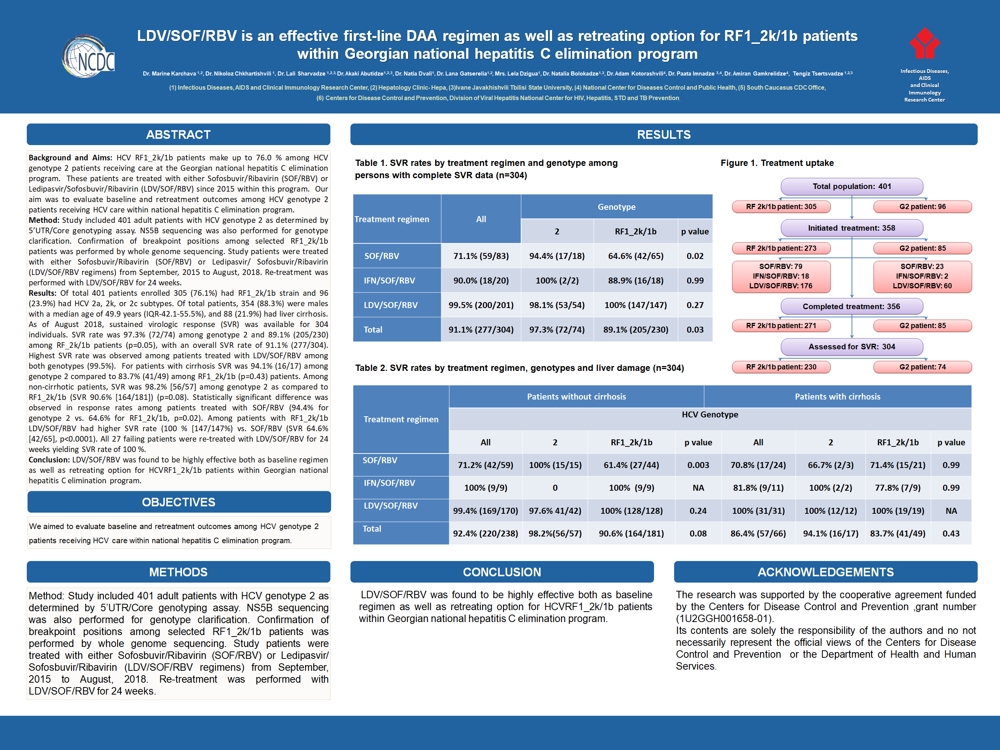 NCDC
LDV/SOF/RBV is an effective first-line DAA regimen as well as retreating option for RF1_2k/1b patients
within Georgian national hepatitis C elimination program
Dr. Marine Karchava 1,2, Dr. Nikoloz Chkhartishvili 1, Dr. Lali Sharvadze 1,2,3, Dr. Akaki Abutidze1,2,3, Dr. Natia Dvali1, Dr. Lana Gatserelia1,2, Mrs. Lela Dzigua1, Dr. Natalia Bolokadze1,3, Dr. Adam Kotorashvili4, Dr. Paata Imnadze 3,4, Dr. Amiran Gamkrelidze4, Tengiz Tsertsvadze 1,2,3
(1) Infectious Diseases, AIDS and Clinical Immunology Research Center, (2) Hepatology Clinic- Hepa, (3)Ivane Javakhishvili Tbilisi State University, (4) National Center for Diseases Control and Public Health, (5) South Caucasus CDC Office,
(6) Centers for Disease Control and Prevention, Division of Viral Hepatitis National Center for HIV, Hepatitis, STD and TB Prevention
Infectious Diseases,
AIDS
and Clinical
Immunology
Research Center
ABSTRACT
Background and Aims: HCV RF1_2k/1b patients make up to 76.0 % among HCV
genotype 2 patients receiving care at the Georgian national hepatitis C elimination
program. These patients are treated with either Sofosbuvir/Ribavirin (SOF/RBV) or
Ledipasvir/Sofosbuvir/Ribavirin (LDV/SOF/RBV) since 2015 within this program. Our
aim was to evaluate baseline and retreatment outcomes among HCV genotype 2
patients receiving HCV care within national hepatitis C elimination program.
Method: Study included 401 adult patients with HCV genotype 2 as determined by
5’UTR/Core genotyping assay. NS5B sequencing was also performed for genotype
clarification. Confirmation of breakpoint positions among selected RF1_2k/1b
patients was performed by whole genome sequencing. Study patients were treated
with either Sofosbuvir/Ribavirin (SOF/RBV) or Ledipasvir/ Sofosbuvir/Ribavirin
(LDV/SOF/RBV regimens) from September, 2015 to August, 2018. Re-treatment was
performed with LDV/SOF/RBV for 24 weeks.
Results: Of total 401 patients enrolled 305 (76.1%) had RF1_2k/1b strain and 96
(23.9%) had HCV 2a, 2k, or 2c subtypes. Of total patients, 354 (88.3%) were males
with a median age of 49.9 years (IQR-42.1-55.5%), and 88 (21.9%) had liver cirrhosis.
As of August 2018, sustained virologic response (SVR) was available for 304
individuals. SVR rate was 97.3% (72/74) among genotype 2 and 89.1% (205/230)
among RF_2k/1b patients (p=0.05), with an overall SVR rate of 91.1% (277/304).
Highest SVR rate was observed among patients treated with LDV/SOF/RBV among
both genotypes (99.5%). For patients with cirrhosis SVR was 94.1% (16/17) among
genotype 2 compared to 83.7% (41/49) among RF1_2k/1b (p=0.43) patients. Among
non-cirrhotic patients, SVR was 98.2% [56/57] among genotype 2 as compared to
RF1_2k/1b (SVR 90.6% [164/181]) (p=0.08). Statistically significant difference was
observed in response rates among patients treated with SOF/RBV (94.4% for
genotype 2 vs. 64.6% for RF1_2k/1b, p=0.02). Among patients with RF1_2k/1b
LDV/SOF/RBV had higher SVR rate (100 % [147/147%) vs. SOF/RBV (SVR 64.6%
[42/65], p<0.0001). All 27 failing patients were re-treated with LDV/SOF/RBV for 24
weeks yielding SVR rate of 100 %.
Conclusion: LDV/SOF/RBV was found to be highly effective both as baseline regimen
as well as retreating option for HCVRF1_2k/1b patients within Georgian national
hepatitis C elimination program.
OBJECTIVES
We aimed to evaluate baseline and retreatment outcomes among HCV genotype 2
patients receiving HCV care within national hepatitis C elimination program.
METHODS
Method: Study included 401 adult patients with HCV genotype 2 as
determined by 5’UTR/Core genotyping assay. NS5B sequencing
was also performed for genotype clarification. Confirmation of
breakpoint positions among selected RF1_2k/1b patients was
performed by whole genome sequencing. Study patients were
treated with either Sofosbuvir/Ribavirin (SOF/RBV) or Ledipasvir/
Sofosbuvir/Ribavirin (LDV/SOF/RBV regimens) from September,
2015 to August, 2018. Re-treatment was performed with
LDV/SOF/RBV for 24 weeks.
RESULTS
Table 1. SVR rates by treatment regimen and genotype among
persons with complete SVR data (n=304)
Treatment regimen All Genotype
2 RF1_2k/1b p value
SOF/RBV 71.1% (59/83) 94.4% (17/18) 64.6% (42/65) 0.02
IFN/SOF/RBV 90.0% (18/20) 100% (2/2) 88.9% (16/18) 0.99
LDV/SOF/RBV 99.5% (200/201) 98.1% (53/54) 100% (147/147) 0.27
Total 91.1% (277/304) 97.3% (72/74) 89.1% (205/230) 0.03
Figure 1. Treatment uptake
Total population: 401
RF 2k/1b patient: 305 G2 patient: 96
Initiated treatment: 358
RF 2k/1b patient: 273 G2 patient: 85
SOF/RBV: 79 SOF/RBV: 23
IFN/SOF/RBV: 18 IFN/SOF/RBV: 2
LDV/SOF/RBV: 176 LDV/SOF/RBV: 60
Completed treatment: 356
RF 2k/1b patient: 271 G2 patient: 85
Assessed for SVR: 304
RF 2k/1b patient: 230 G2 patient: 74
Table 2. SVR rates by treatment regimen, genotypes and liver damage (n=304)
Treatment regimen Patients without cirrhosis Patients with cirrhosis
HCV Genotype
All 2 RF1_2k/1b p value All 2 RF1_2k/1b p value
SOF/RBV 71.2% (42/59) 100% (15/15) 61.4% (27/44) 0.003 70.8% (17/24) 66.7% (2/3) 71.4% (15/21) 0.99
IFN/SOF/RBV 100% (9/9) 0 100% (9/9) NA 81.8% (9/11) 100% (2/2) 77.8% (7/9) 0.99
LDV/SOF/RBV 99.4% (169/170) 97.6% 41/42) 100% (128/128) 0.24 100% (31/31) 100% (12/12) 100% (19/19) NA
Total 92.4% (220/238) 98.2%(56/57) 90.6% (164/181) 0.08 86.4% (57/66) 94.1% (16/17) 83.7% (41/49) 0.43
CONCLUSION
LDV/SOF/RBV was found to be highly effective both as baseline
regimen as well as retreating option for HCVRF1_2k/1b patients
within Georgian national hepatitis C elimination program.
ACKNOWLEDGEMENTS
The research was supported by the cooperative agreement funded
by the Centers for Disease Control and Prevention ,grant number
(1U2GGH001658-01).
Its contents are solely the responsibility of the authors and no not
necessarily represent the official views of the Centers for Disease
Control and Prevention or the Department of Health and Human
Services.